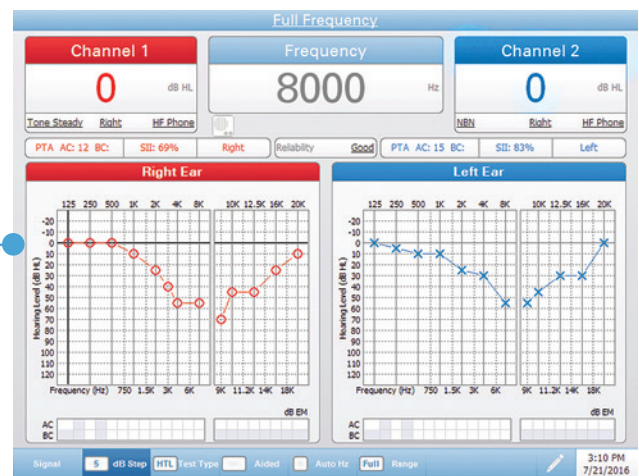 Full Frequency
Channel 1
0 dB HL
Tone Steady Right HF Phone
Frequency
8000 Hz
Channel 2
0 dB HL
NBN Right HF Phone
PTA AC: 12 BC: SII: 69% Right
Reliability Good
PTA AC: 15 BC: SII: 83% Left
Right Ear
125 250 500 1K 2K 4K 8K 10K 12.5K 16K 20K
Hearing Level (dB HL)
-20
-10
0
10
20
30
40
50
60
70
80
90
100
110
120
Frequency (Hz) 750 1.5K 3K 6K 9K 11.2K 14K 18K
dB EM
AC
BC
Left Ear
125 250 500 1K 2K 4K 8K 10K 12.5K 16K 20K
Hearing Level (dB HL)
-20
-10
0
10
20
30
40
50
60
70
80
90
100
110
120
Frequency (Hz) 750 1.5K 3K 6K 9K 11.2K 14K 18K
dB EM
AC
BC
Signal 5 dB Step HTL Test Type Aided Auto Hz Full Range
3:10 PM
7/21/2016